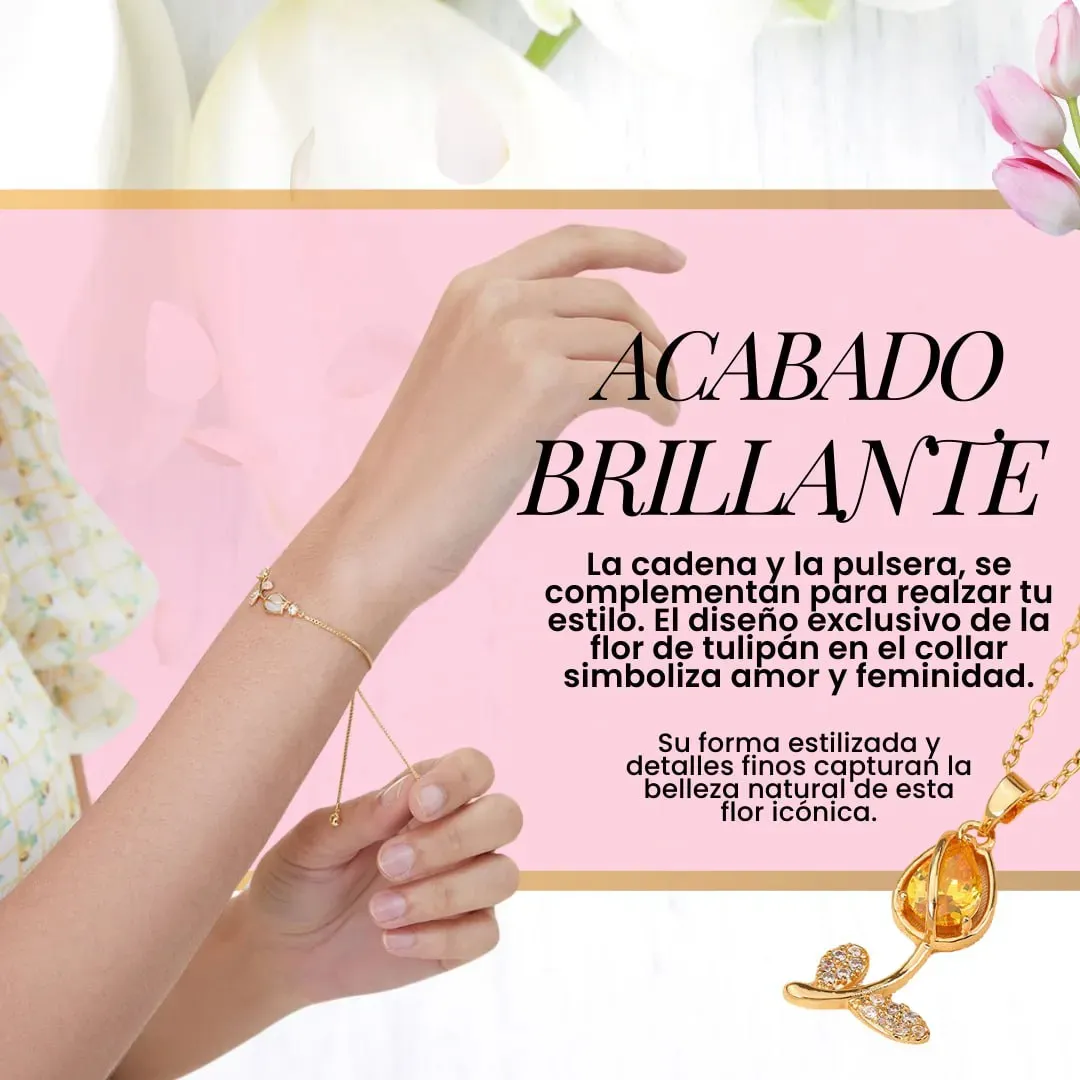 ACABADO
BRILLANTE
La cadena y la pulsera, se
complementan para realzar tu
estilo. El diseño exclusivo de la
flor de tulipán en el collar
simboliza amor y feminidad.
Su forma estilizada y
detalles finos capturan la
belleza natural de esta
flor icónica.